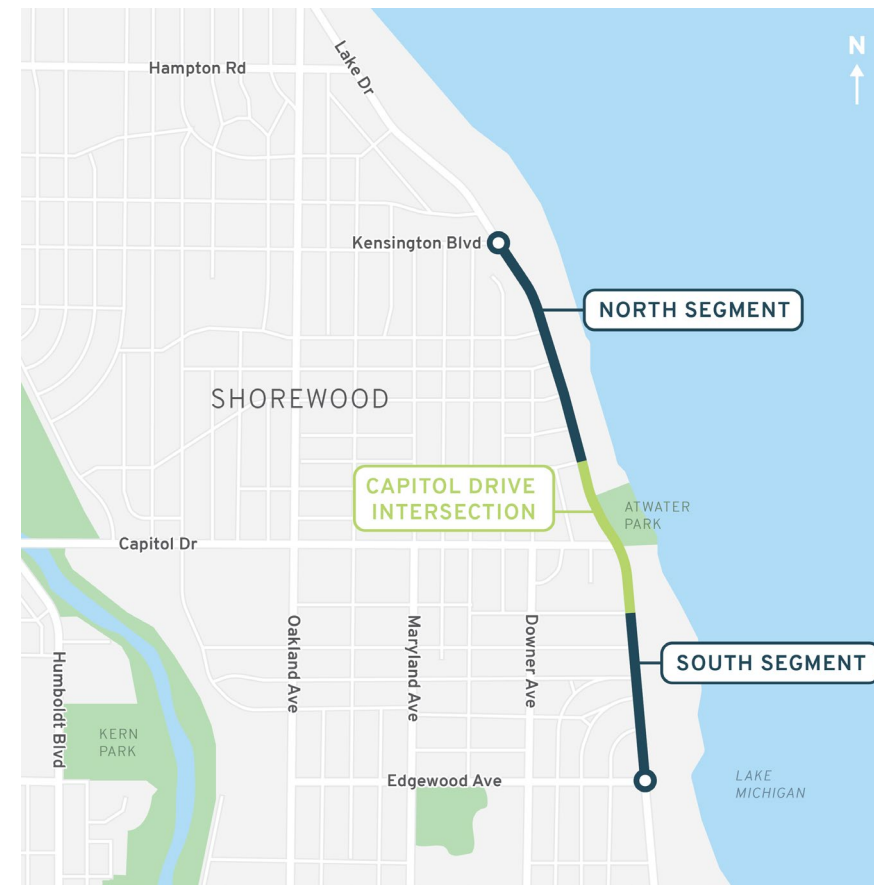 N
Hampton Rd
Lake Dr
Kensington Blvd
NORTH SEGMENT
SHOREWOOD
CAPITOL DRIVE
INTERSECTION
ATWATER
PARK
Capitol Dr
Oakland Ave
Maryland Ave
Downer Ave
Humboldt Blvd
SOUTH SEGMENT
KERN
PARK
Edgewood Ave
LAKE
MICHIGAN